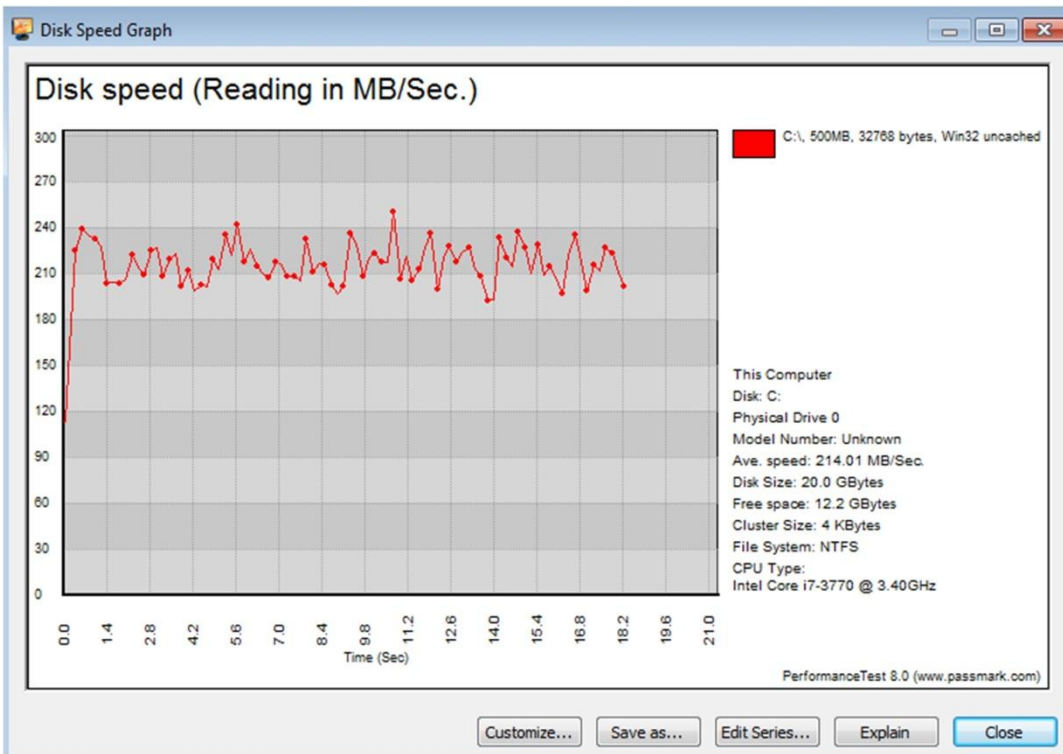 Disk Speed Graph
Disk speed (Reading in MB/Sec.)
300
270
240
210
180
150
120
90
60
30
0
0.0
1.4
2.8
4.2
5.6
7.0
8.4
9.8
11.2
12.6
14.0
15.4
16.8
18.2
19.6
21.0
Time (Sec)
C:\, 500MB, 32768 bytes, Win32 uncached
This Computer
Disk: C:
Physical Drive 0
Model Number: Unknown
Ave. speed: 214.01 MB/Sec.
Disk Size: 20.0 GBytes
Free space: 12.2 GBytes
Cluster Size: 4 KBytes
File System: NTFS
CPU Type:
Intel Core i7-3770 @ 3.40GHz
PerformanceTest 8.0 (www.passmark.com)
Customize...
Save as...
Edit Series...
Explain
Close